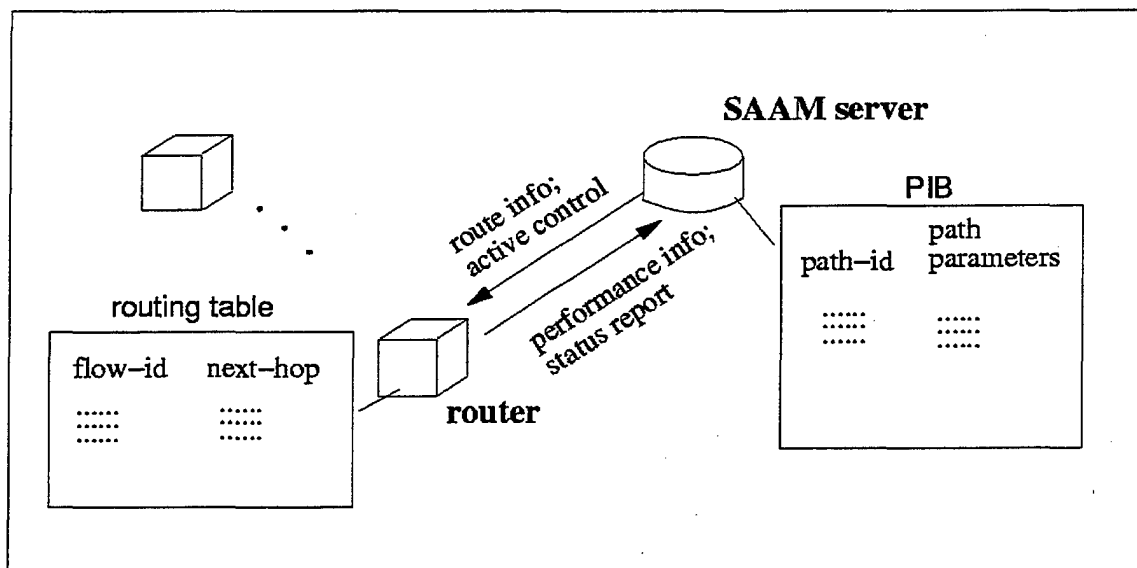 SAAM server
route info;
active control
performance info;
status report
PIB
path–id
path
parameters
routing table
flow–id next–hop
router